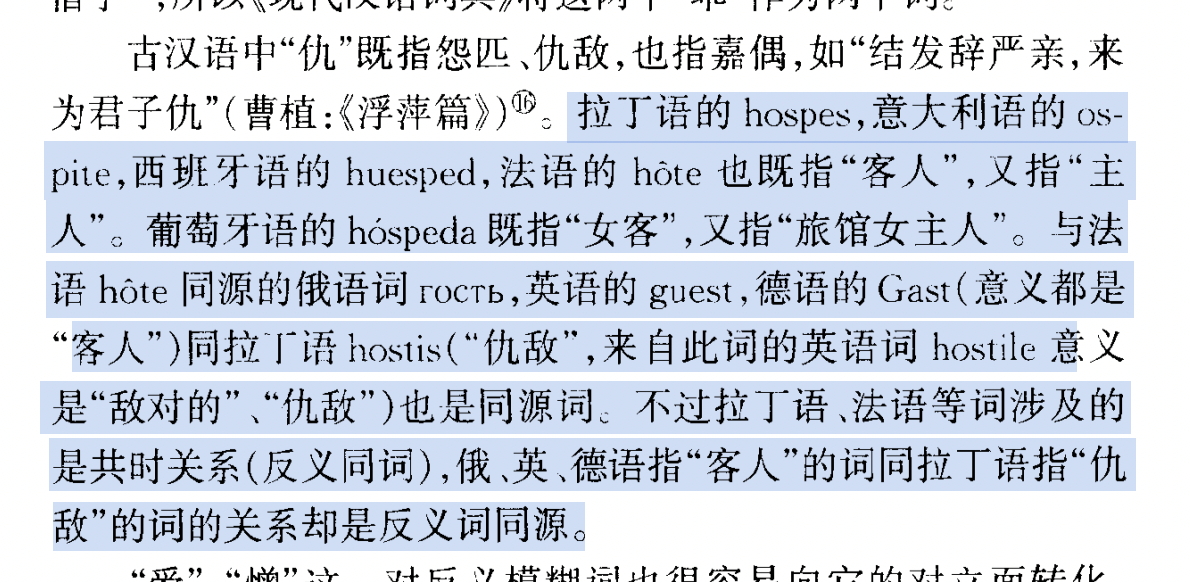 古汉语中“仇”既指怨匹、仇敌,也指嘉偶,如“结发辞严亲,来
为君子仇”(曹植:《浮萍篇》)⑯。拉丁语的 hospes,意大利语的 os-
pite,西班牙语的 huesped,法语的 hôte 也既指“客人”,又指“主
人”。葡萄牙语的 hóspeda 既指“女客”,又指“旅馆女主人”。与法
语 hôte 同源的俄语词 гость,英语的 guest,德语的 Gast(意义都是
“客人”)同拉丁语 hostis(“仇敌”,来自此词的英语词 hostile 意义
是“敌对的”、“仇敌”)也是同源词。不过拉丁语、法语等词涉及的
是共时关系(反义同词),俄、英、德语指“客人”的词同拉丁语指“仇
敌”的词的关系却是反义词同源。